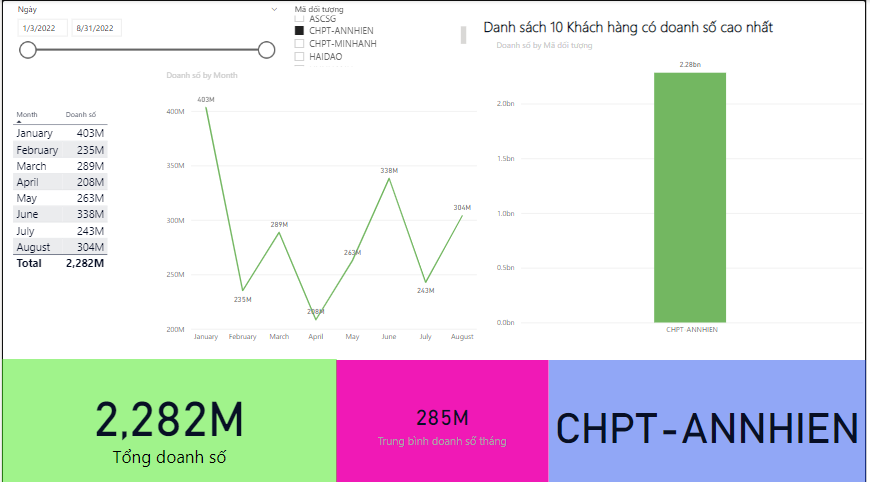 Ngày
1/3/2022
8/31/2022
Mã đối tượng
ASCSG
CHPT-ANNHIEN
CHPT-MINHANH
HAIDAO
Danh sách 10 Khách hàng có doanh số cao nhất
Doanh số by Mã đối tượng
2.28bn
2.0bn
1.5bn
1.0bn
0.5bn
0.0bn
CHPT-ANNHIEN
Doanh số by Month
400M
350M
300M
250M
200M
403M
235M
289M
208M
263M
338M
243M
304M
January February March April May June July August
Month Doanh số
January 403M
February 235M
March 289M
April 208M
May 263M
June 338M
July 243M
August 304M
Total 2,282M
2,282M
Tổng doanh số
285M
Trung bình doanh số tháng
CHPT-ANNHIEN